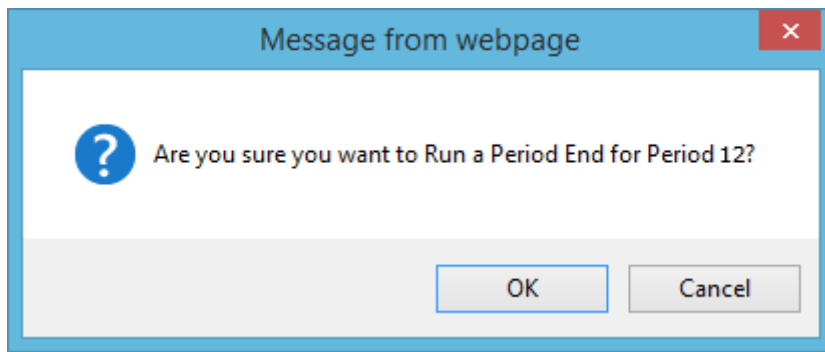 Message from webpage
Are you sure you want to Run a Period End for Period 12?
OK Cancel